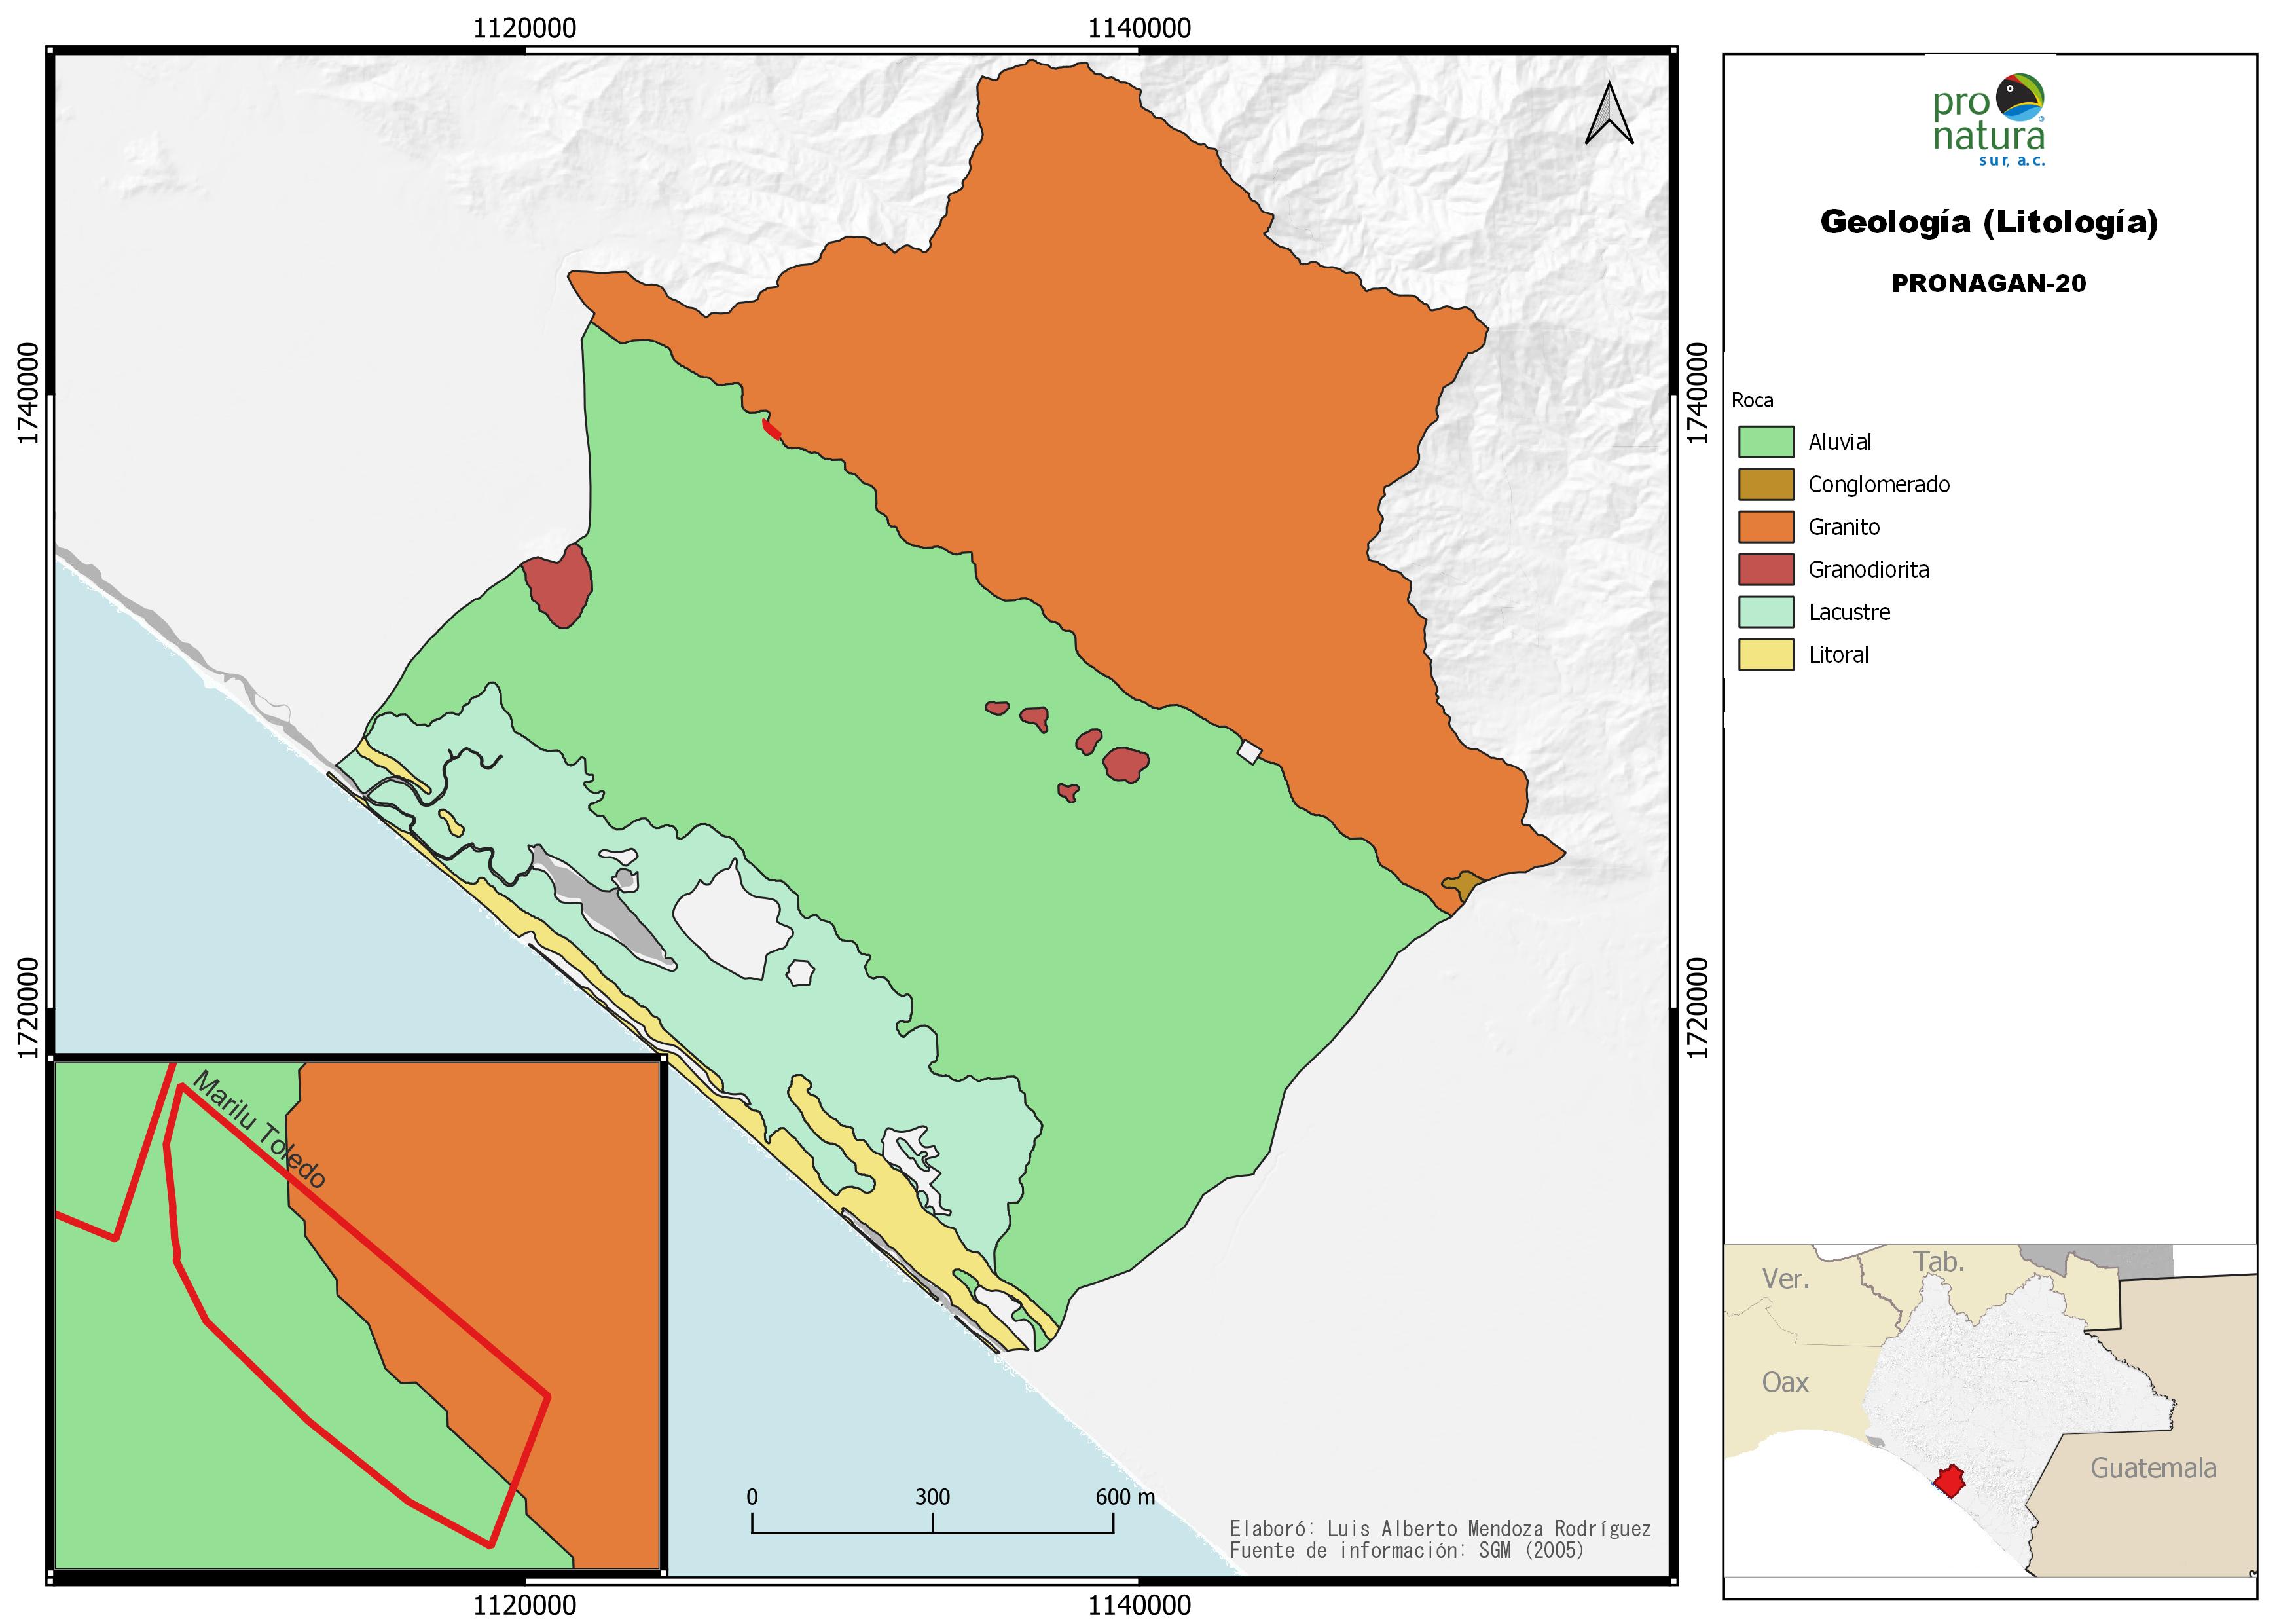 1120000
1140000
1740000
1740000
1720000
1720000
1120000
1140000
Marilu Toledo
0
300
600 m
Elaboró: Luis Alberto Mendoza Rodríguez
Fuente de información: SGM (2005)
pro
natura
sur, a.c.
Geología (Litología)
PRONAGAN-20
Roca
Aluvial
Conglomerado
Granito
Granodiorita
Lacustre
Litoral
Ver.
Tab.
Oax
Guatemala